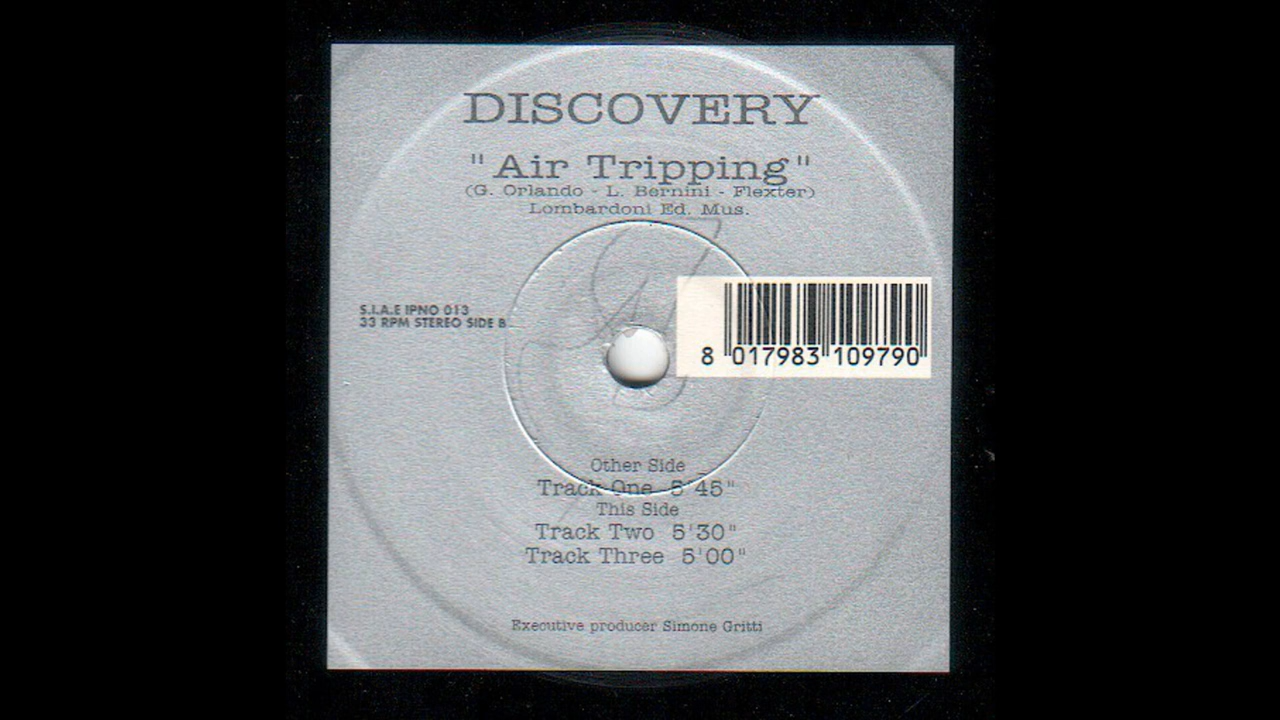 DISCOVERY
"Air Tripping"
(G. Orlando - L. Bernini - Flexter)
Lombardoni Ed. Mus.
S.I.A.E IPNO 013
33 RPM STEREO SIDE B
8 017983 109790
Other Side
Track One 5'45"
This Side
Track Two 5'30"
Track Three 5'00"
Executive producer Simone Gritti